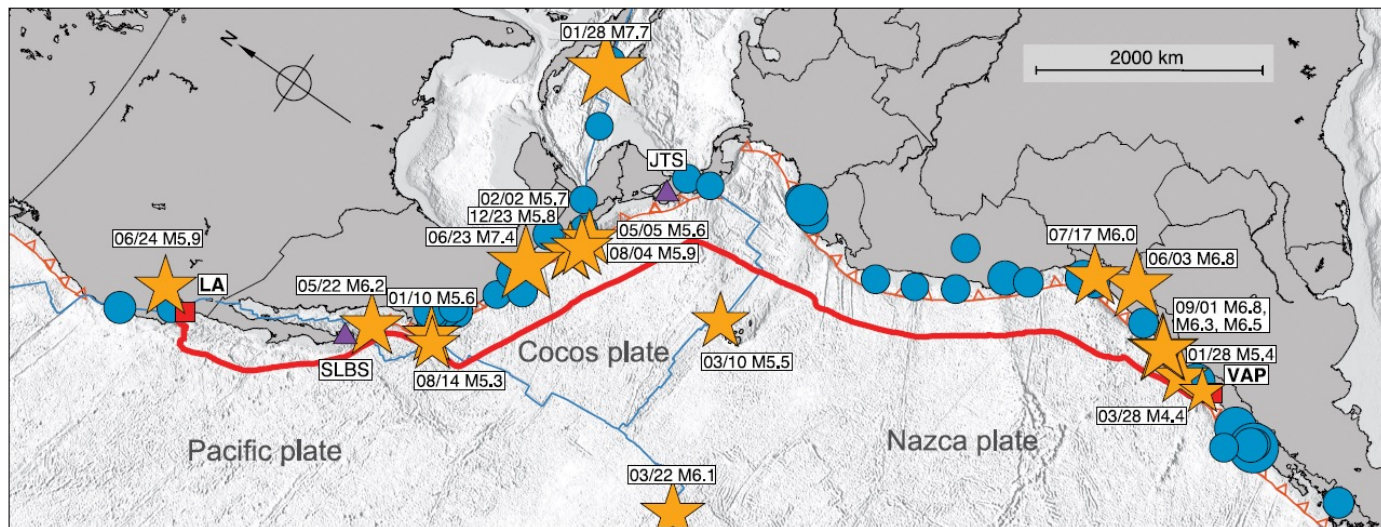 01/28 M7.7
N
2000 km
JTS
02/02 M5.7
12/23 M5.8
06/23 M7.4
05/05 M5.6
08/04 M5.9
07/17 M6.0
06/03 M6.8
06/24 M5.9
LA
05/22 M6.2
01/10 M5.6
09/01 M6.8,
M6.3, M6.5
01/28 M5.4
SLBS
08/14 M5.3
Cocos plate
03/10 M5.5
VAP
03/28 M4.4
Pacific plate
Nazca plate
03/22 M6.1